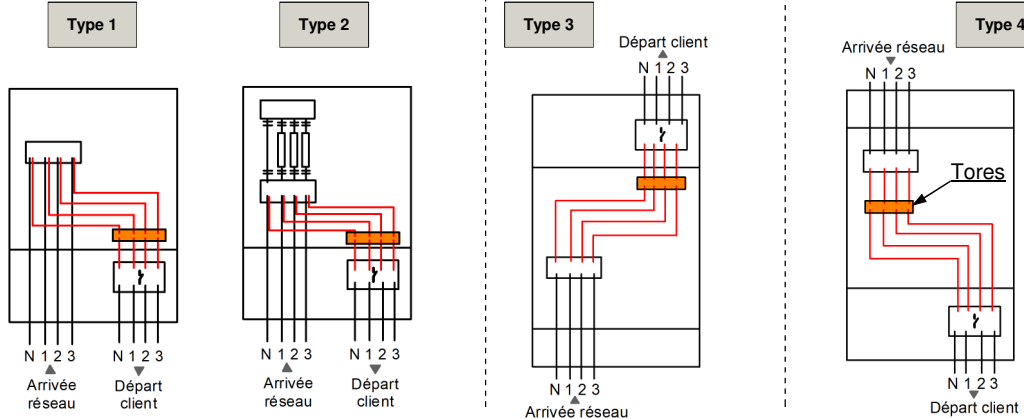 Type 1
Type 2
Type 3
Type 4
Départ client
N 1 2 3
Arrivée réseau
N 1 2 3
Tores
N 1 2 3
Arrivée
réseau
N 1 2 3
Départ
client
N 1 2 3
Arrivée
réseau
N 1 2 3
Départ
client
N 1 2 3
Arrivée réseau
N 1 2 3
Départ client